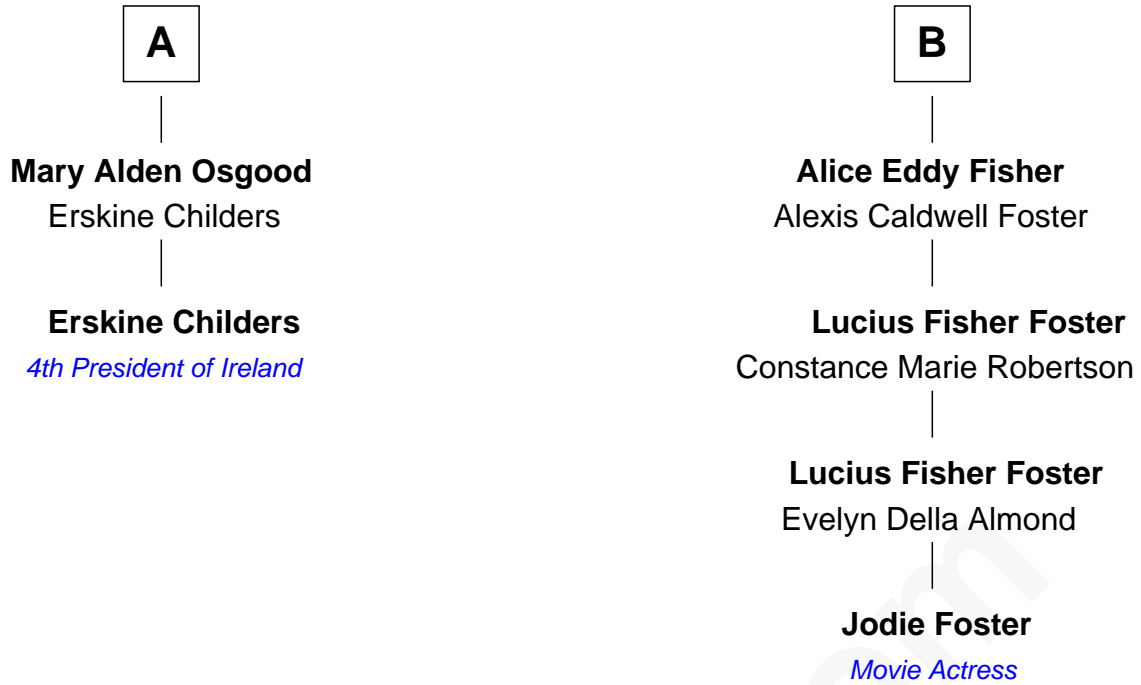 A
Mary Alden Osgood
Erskine Childers
Erskine Childers
4th President of Ireland
B
Alice Eddy Fisher
Alexis Caldwell Foster
Lucius Fisher Foster
Constance Marie Robertson
Lucius Fisher Foster
Evelyn Della Almond
Jodie Foster
Movie Actress